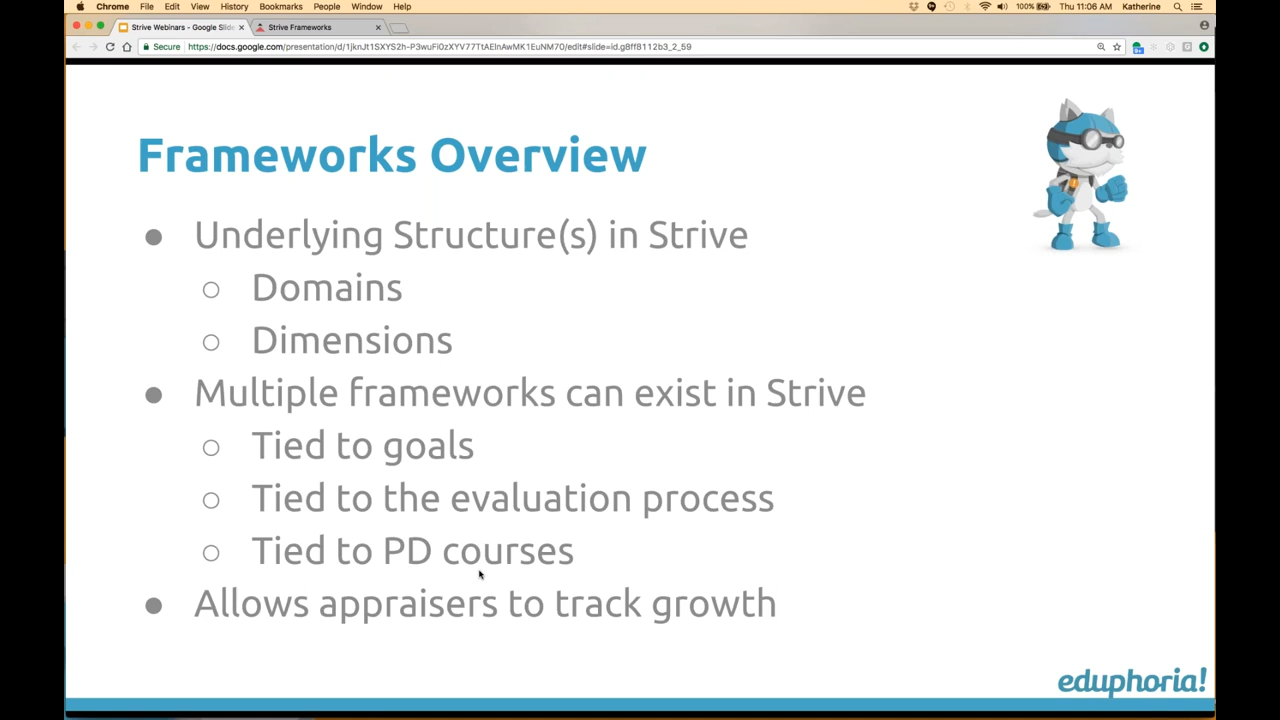 Chrome File Edit View History Bookmarks People Window Help 100% Thu 11:06 AM Katherine
Strive Webinars - Google Slide Strive Frameworks
Secure https://docs.google.com/presentation/d/1jknJt1SXYS2h-P3wuFi0zXYV77TtAElnAwMK1EuNM70/edit#slide=id.g8ff8112b3_2_59
Frameworks Overview
● Underlying Structure(s) in Strive
○ Domains
○ Dimensions
● Multiple frameworks can exist in Strive
○ Tied to goals
○ Tied to the evaluation process
○ Tied to PD courses
● Allows appraisers to track growth
eduphoria!